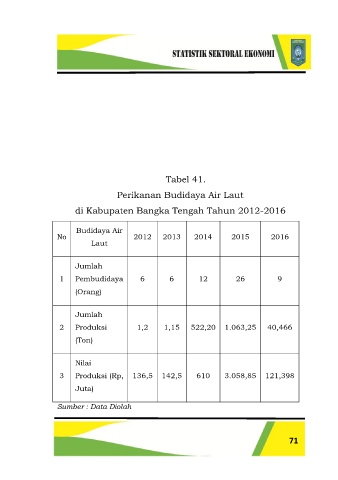 STATISTIK SEKTORAL EKONOMI
Tabel 41.
Perikanan Budidaya Air Laut
di Kabupaten Bangka Tengah Tahun 2012-2016
No Budidaya Air Laut 2012 2013 2014 2015 2016
1 Jumlah Pembudidaya (Orang) 6 6 12 26 9
2 Jumlah Produksi (Ton) 1,2 1,15 522,20 1.063,25 40,466
3 Nilai Produksi (Rp, Juta) 136,5 142,5 610 3.058,85 121,398
Sumber : Data Diolah
71